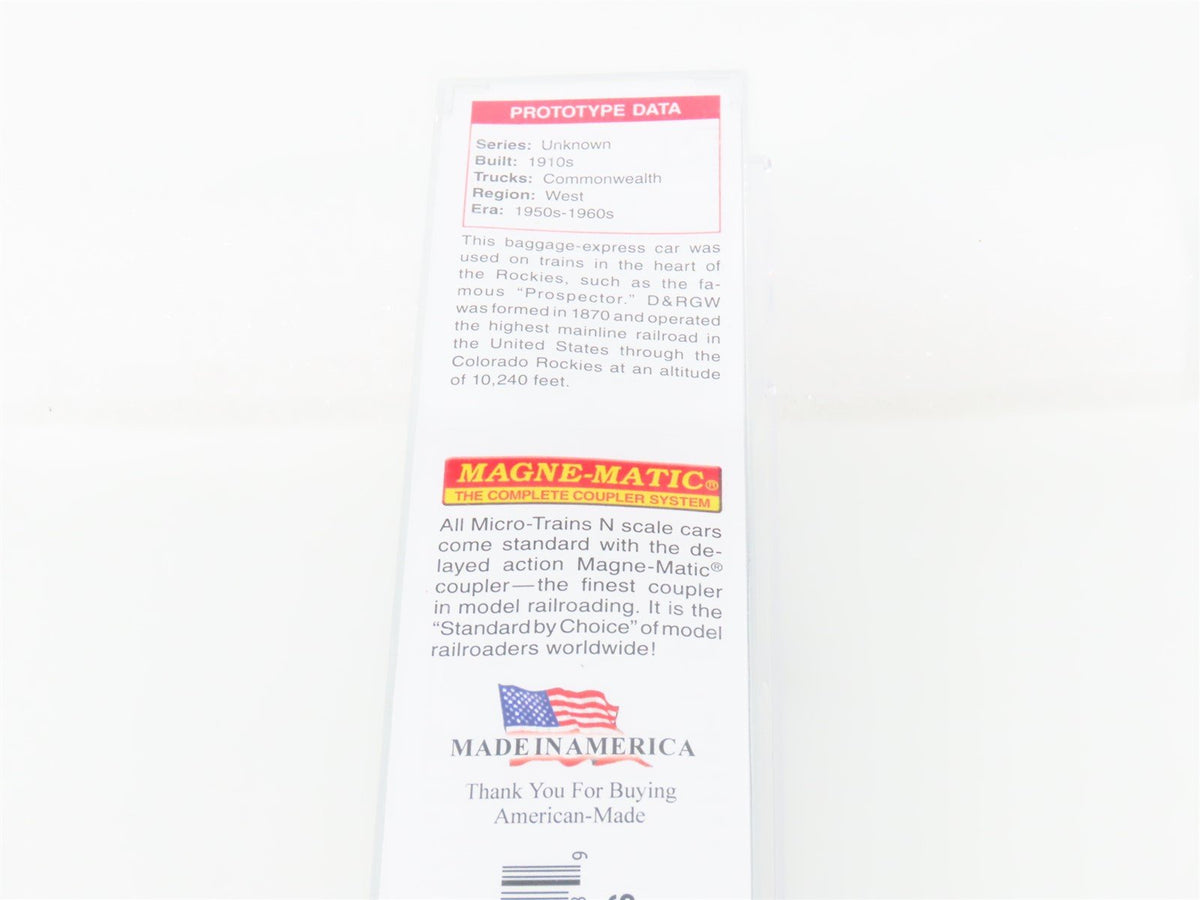 PROTOTYPE DATA
Series: Unknown
Built: 1910s
Trucks: Commonwealth
Region: West
Era: 1950s-1960s
This baggage-express car was
used on trains in the heart of
the Rockies, such as the fa-
mous “Prospector.” D&RGW
was formed in 1870 and operated
the highest mainline railroad in
the United States through the
Colorado Rockies at an altitude
of 10,240 feet.
MAGNE-MATIC®
THE COMPLETE COUPLER SYSTEM
All Micro-Trains N scale cars
come standard with the de-
layed action Magne-Matic®
coupler—the finest coupler
in model railroading. It is the
“Standard by Choice” of model
railroaders worldwide!
MADE IN AMERICA
Thank You For Buying
American-Made
9